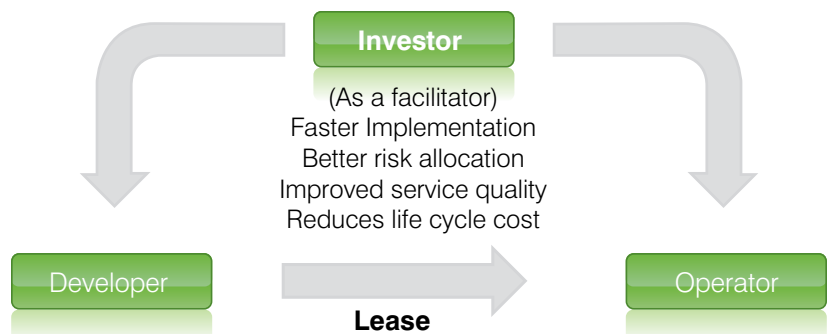 Investor
(As a facilitator)
Faster Implementation
Better risk allocation
Improved service quality
Reduces life cycle cost
Developer
Operator
Lease